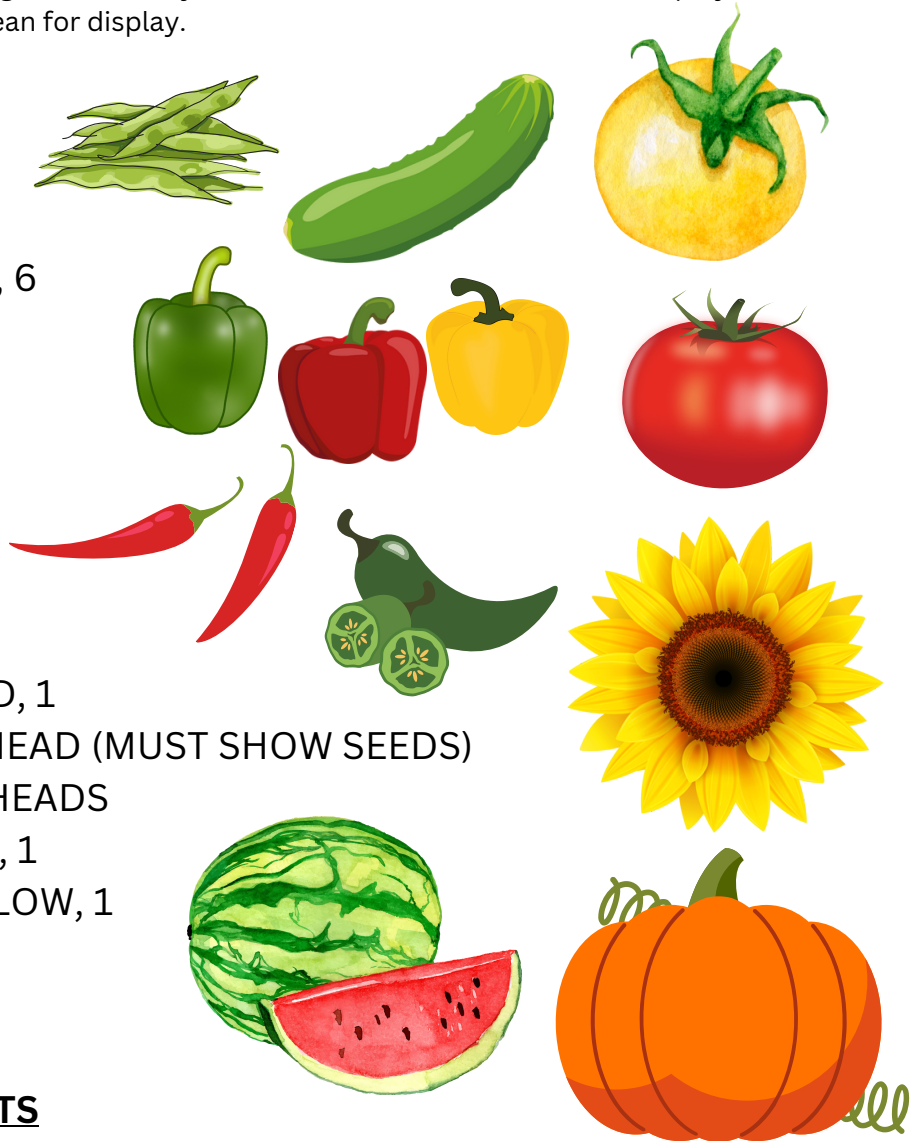 ean for display.
, 6
D, 1
HEAD (MUST SHOW SEEDS)
HEADS
, 1
LOW, 1
TS